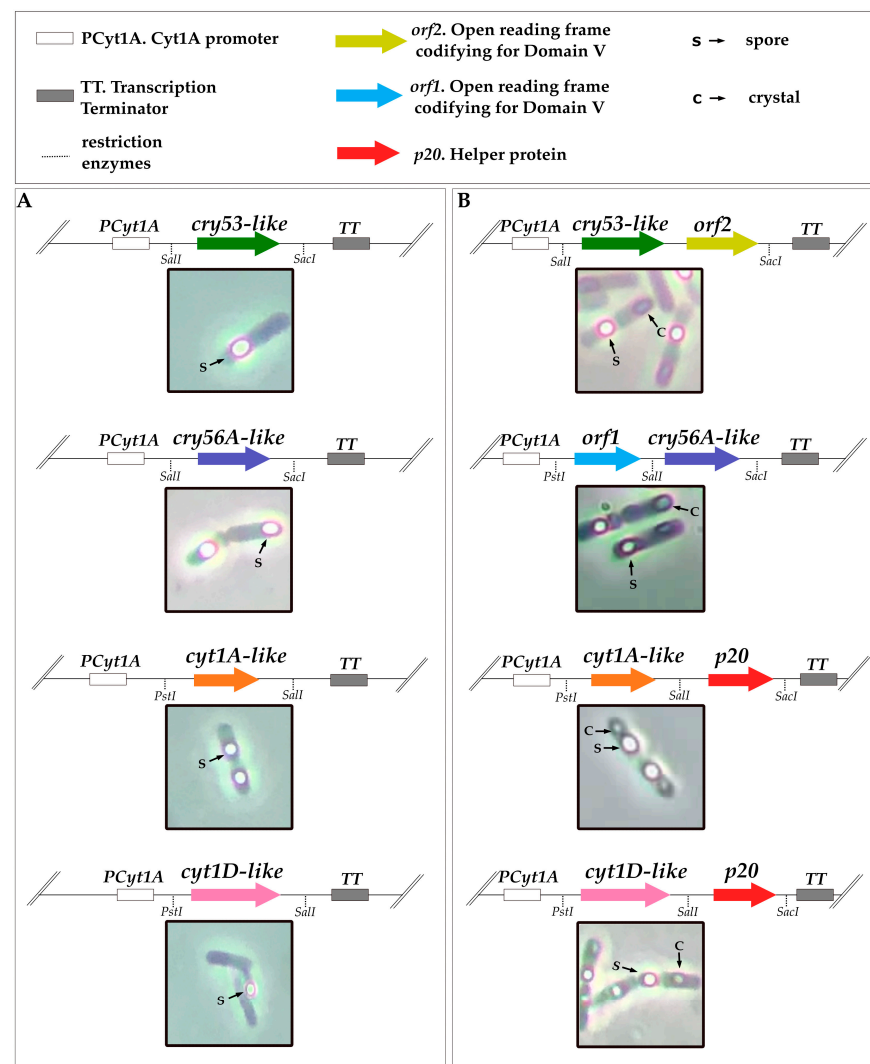 PCyt1A. Cyt1A promoter
TT. Transcription
Terminator
restriction
enzymes
orf2. Open reading frame
codifying for Domain V
orf1. Open reading frame
codifying for Domain V
p20. Helper protein
S spore
C crystal
A
PCyt1A cry53-like TT
SalI SacI
S
PCyt1A cry56A-like TT
SalI SacI
S
PCyt1A cyt1A-like TT
PstI SalI
S
PCyt1A cyt1D-like TT
PstI SalI
S
B
PCyt1A cry53-like orf2 TT
SalI SacI
C
S
PCyt1A orf1 cry56A-like TT
PstI SalI SacI
C
S
PCyt1A cyt1A-like p20 TT
PstI SalI SacI
C
S
PCyt1A cyt1D-like p20 TT
PstI SalI SacI
C
S